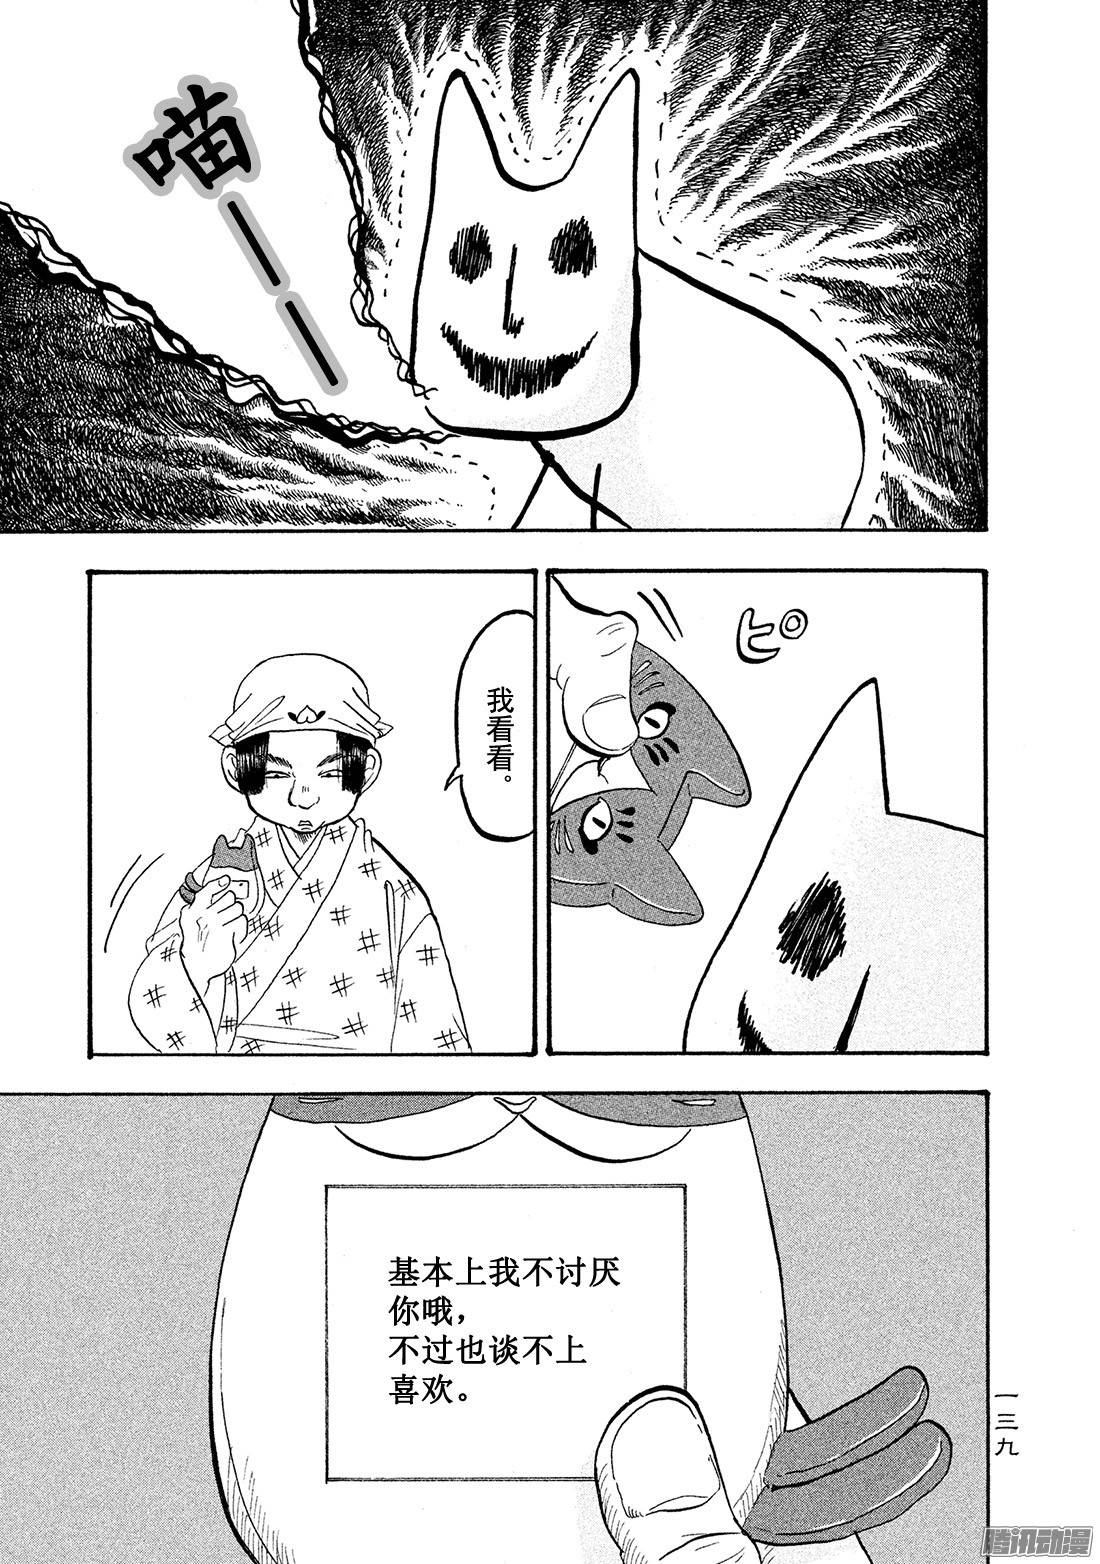 喵——
ピ
我看看。
基本上我不讨厌
你哦，
不过也谈不上
喜欢。
一三九
腾讯动漫